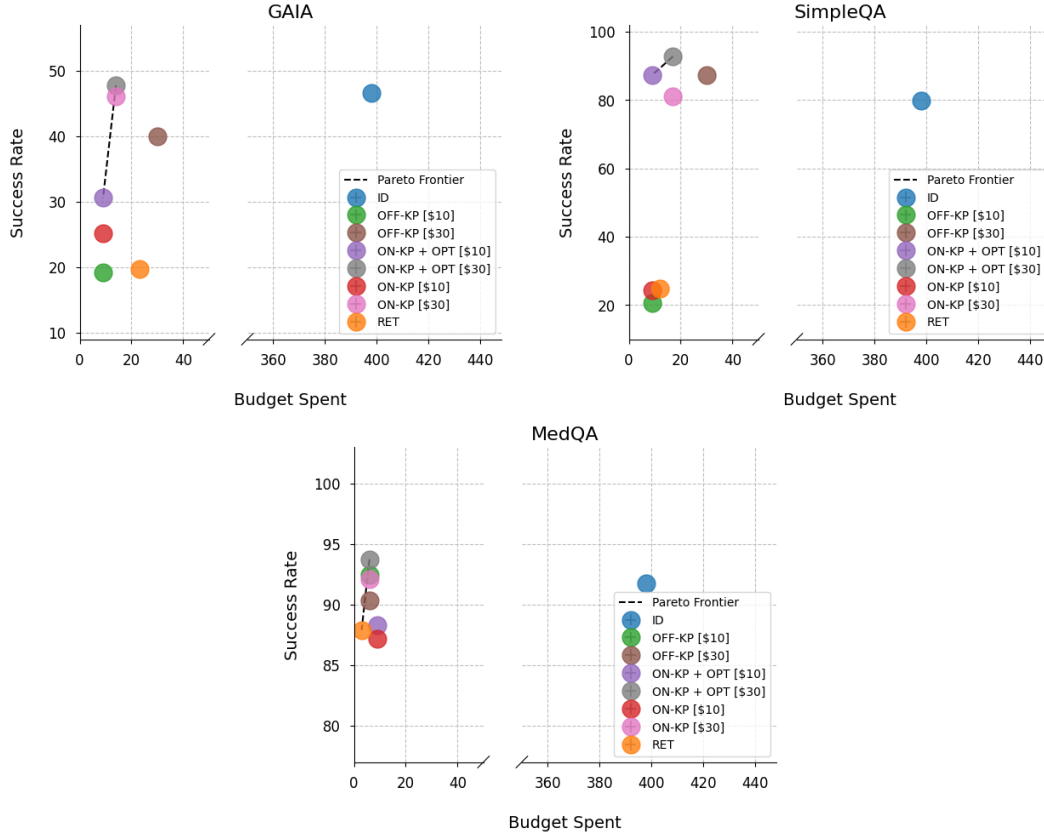 GAIA
50
40
30
20
10
Success Rate
0
20
40
360
380
400
420
440
Budget Spent
Pareto Frontier
ID
OFF-KP [$10]
OFF-KP [$30]
ON-KP + OPT [$10]
ON-KP + OPT [$30]
ON-KP [$10]
ON-KP [$30]
RET
SimpleQA
100
80
60
40
20
Success Rate
0
20
40
360
380
400
420
440
Budget Spent
Pareto Frontier
ID
OFF-KP [$10]
OFF-KP [$30]
ON-KP + OPT [$10]
ON-KP + OPT [$30]
ON-KP [$10]
ON-KP [$30]
RET
MedQA
100
95
90
85
80
Success Rate
0
20
40
360
380
400
420
440
Budget Spent
Pareto Frontier
ID
OFF-KP [$10]
OFF-KP [$30]
ON-KP + OPT [$10]
ON-KP + OPT [$30]
ON-KP [$10]
ON-KP [$30]
RET